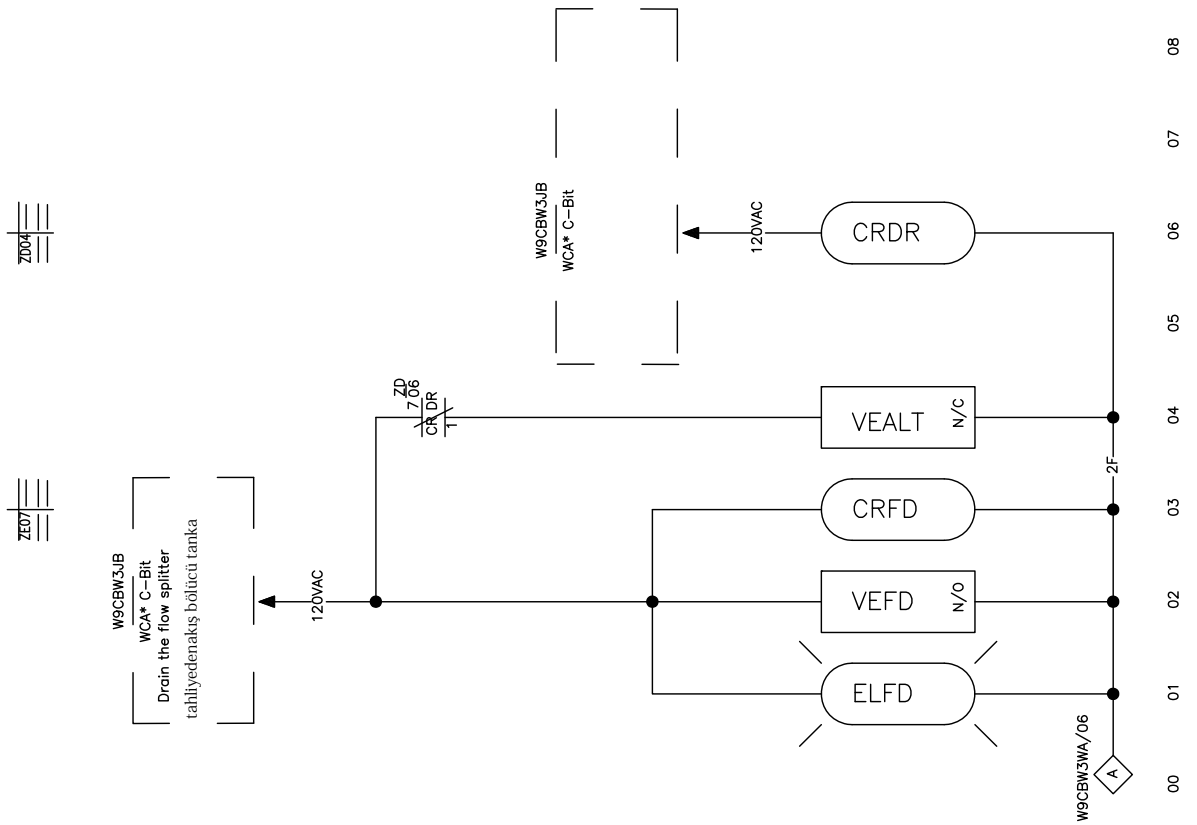 ZE07
ZD04
W9CBW3JB
WCA* C-Bit
Drain the flow splitter
tahliyedenakış bölücü tanka
120VAC
ZD
7 06
CR DR
1
W9CBW3JB
WCA* C-Bit
120VAC
ELFD
VEFD
N/O
CRFD
VEALT
N/C
CRDR
W9CBW3WA/06
A
2F
00
01
02
03
04
05
06
07
08